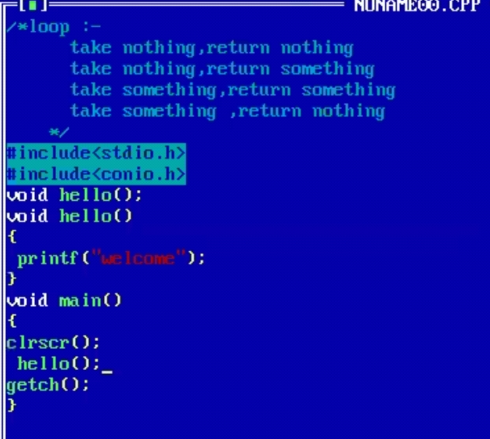 [■] NONAME00.CPP
/*loop :-
take nothing,return nothing
take nothing,return something
take something,return something
take something ,return nothing
*/
#include<stdio.h>
#include<conio.h>
void hello();
void hello()
{
printf("welcome");
}
void main()
{
clrscr();
hello();_
getch();
}